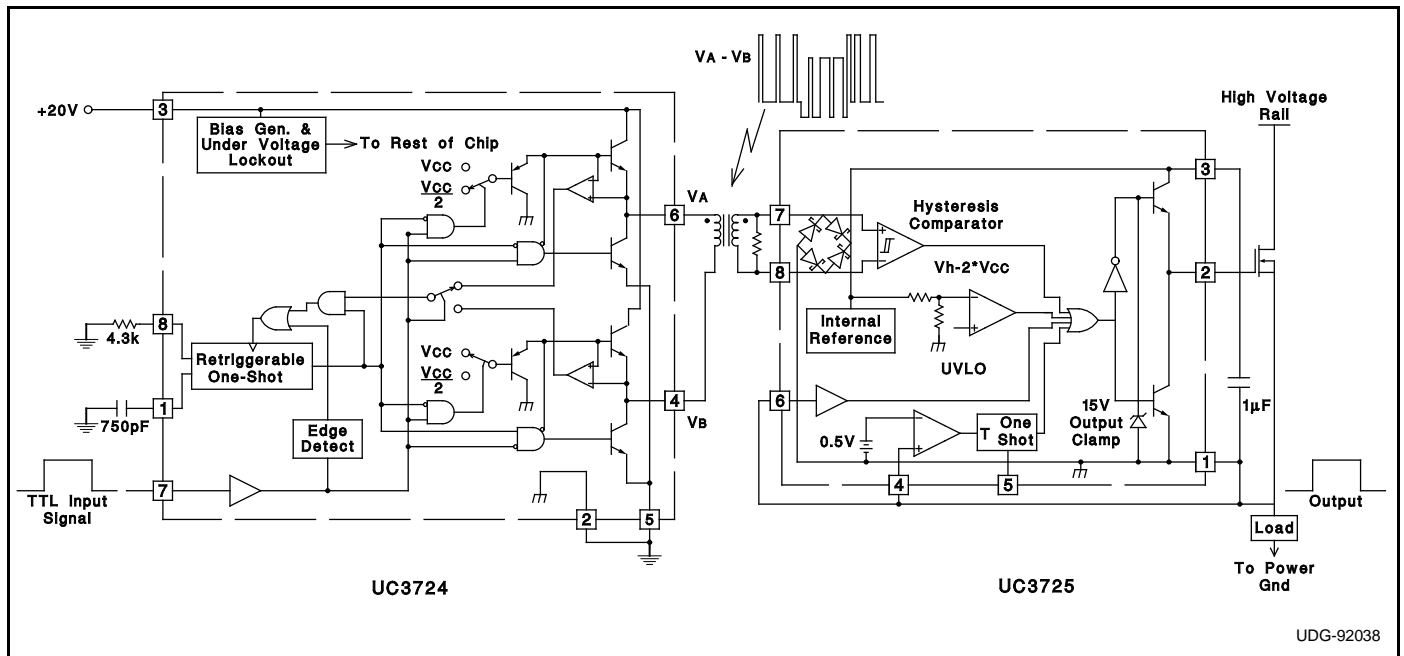 VA - VB
+20V
3
Bias Gen. &
Under Voltage
Lockout
To Rest of Chip
VCC
VCC
2
VA
6
8
4.3k
Retriggerable
One-Shot
1
750pF
Edge
Detect
VCC
VCC
2
4
VB
TTL Input
Signal
7
2
5
UC3724
High Voltage
Rail
3
7
8
Hysteresis
Comparator
Vh-2*Vcc
2
Internal
Reference
UVLO
6
0.5V
T One
Shot
15V
Output
Clamp
1µF
1
4
5
Output
Load
To Power
Gnd
UC3725
UDG-92038